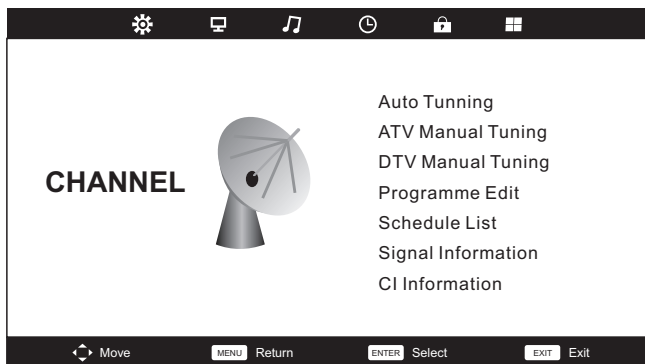 CHANNEL
Auto Tunning
ATV Manual Tuning
DTV Manual Tuning
Programme Edit
Schedule List
Signal Information
CI Information
Move MENU Return ENTER Select EXIT Exit